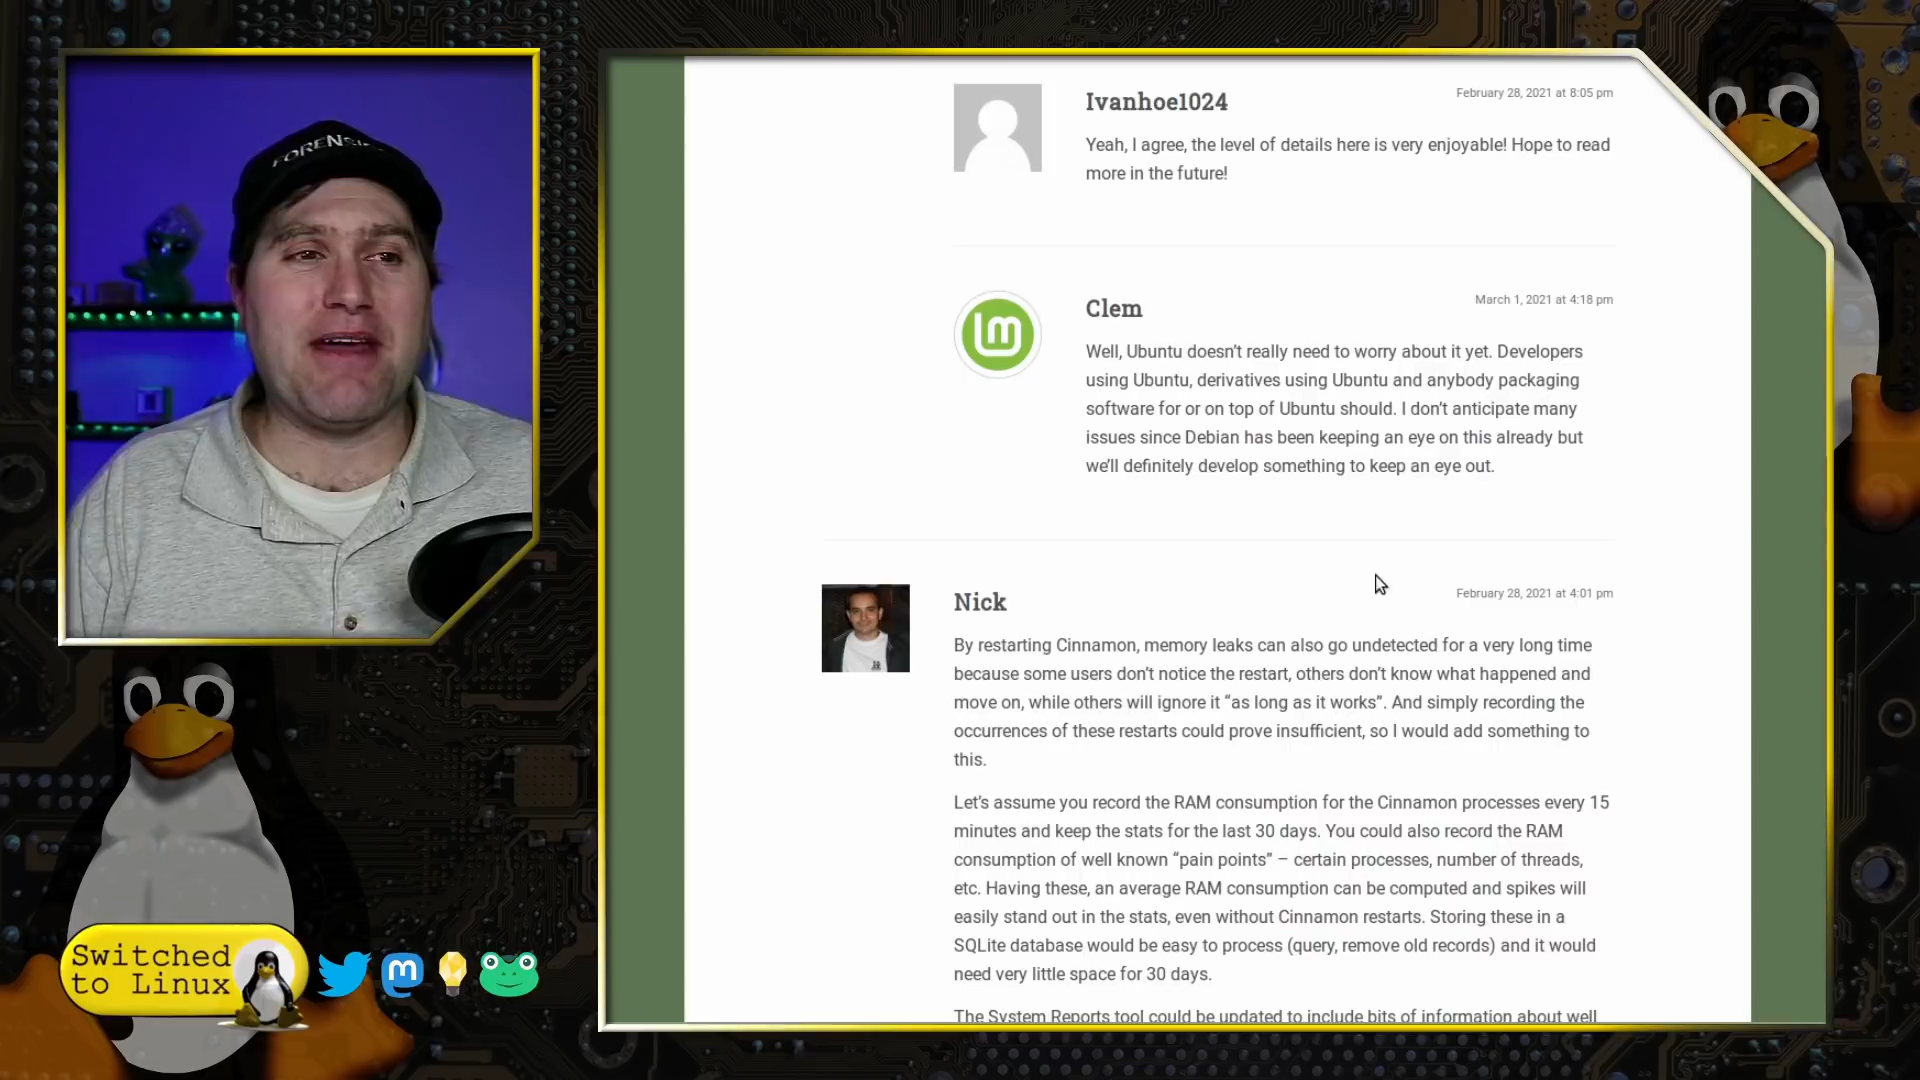 FORENSI
Ivanhoe1024
February 28, 2021 at 8:05 pm
Yeah, I agree, the level of details here is very enjoyable! Hope to read
more in the future!
Clem
March 1, 2021 at 4:18 pm
Well, Ubuntu doesn’t really need to worry about it yet. Developers
using Ubuntu, derivatives using Ubuntu and anybody packaging
software for or on top of Ubuntu should. I don’t anticipate many
issues since Debian has been keeping an eye on this already but
we’ll definitely develop something to keep an eye out.
Nick
February 28, 2021 at 4:01 pm
By restarting Cinnamon, memory leaks can also go undetected for a very long time
because some users don’t notice the restart, others don’t know what happened and
move on, while others will ignore it “as long as it works”. And simply recording the
occurrences of these restarts could prove insufficient, so I would add something to
this.
Let’s assume you record the RAM consumption for the Cinnamon processes every 15
minutes and keep the stats for the last 30 days. You could also record the RAM
consumption of well known “pain points” – certain processes, number of threads,
etc. Having these, an average RAM consumption can be computed and spikes will
easily stand out in the stats, even without Cinnamon restarts. Storing these in a
SQLite database would be easy to process (query, remove old records) and it would
need very little space for 30 days.
The System Reports tool could be updated to include bits of information about well
Switched
to Linux